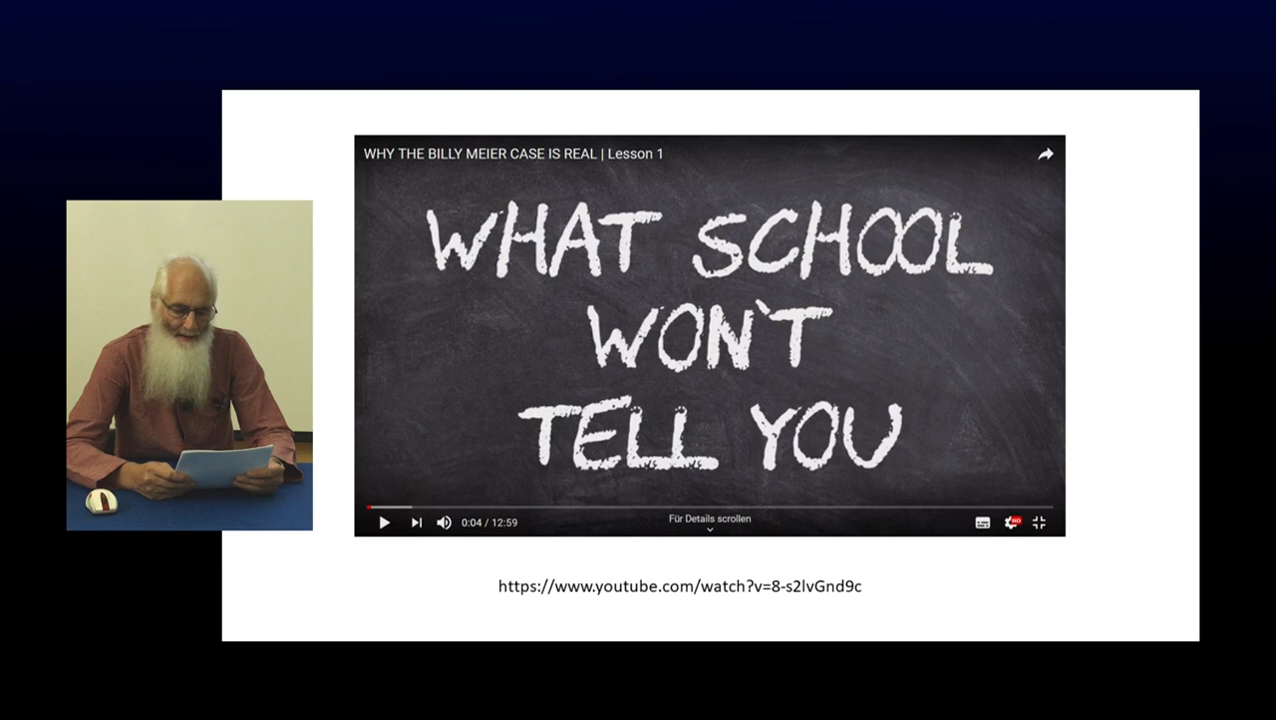 WHY THE BILLY MEIER CASE IS REAL | Lesson 1
WHAT SCHOOL
WON`T
TELL YOU
0:04 / 12:59
Für Details scrollen
HD
https://www.youtube.com/watch?v=8-s2lvGnd9c